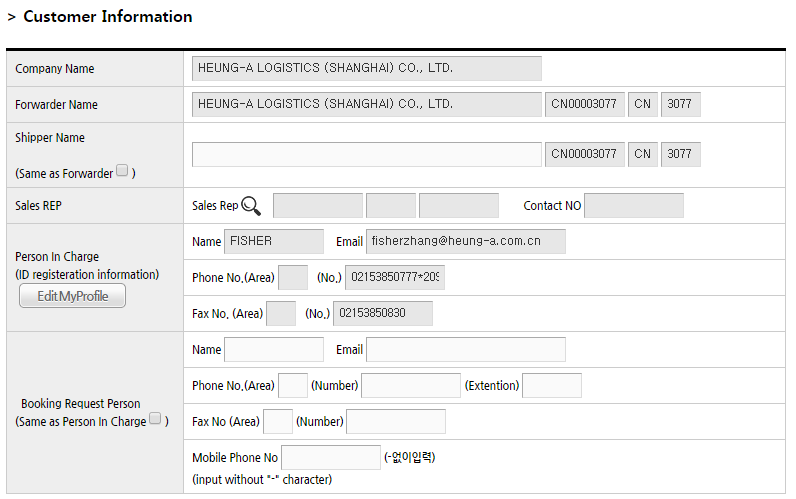 > Customer Information
Company Name HEUNG-A LOGISTICS (SHANGHAI) CO., LTD.
Forwarder Name HEUNG-A LOGISTICS (SHANGHAI) CO., LTD. CN00003077 CN 3077
Shipper Name
(Same as Forwarder ) CN00003077 CN 3077
Sales REP Sales Rep Contact NO
Person In Charge
(ID registeration information)
Edit My Profile
Name FISHER Email fisherzhang@heung-a.com.cn
Phone No.(Area) (No.) 02153850777*209
Fax No. (Area) (No.) 02153850830
Booking Request Person
(Same as Person In Charge )
Name Email
Phone No.(Area) (Number) (Extention)
Fax No (Area) (Number)
Mobile Phone No (-없이입력)
(input without "-" character)